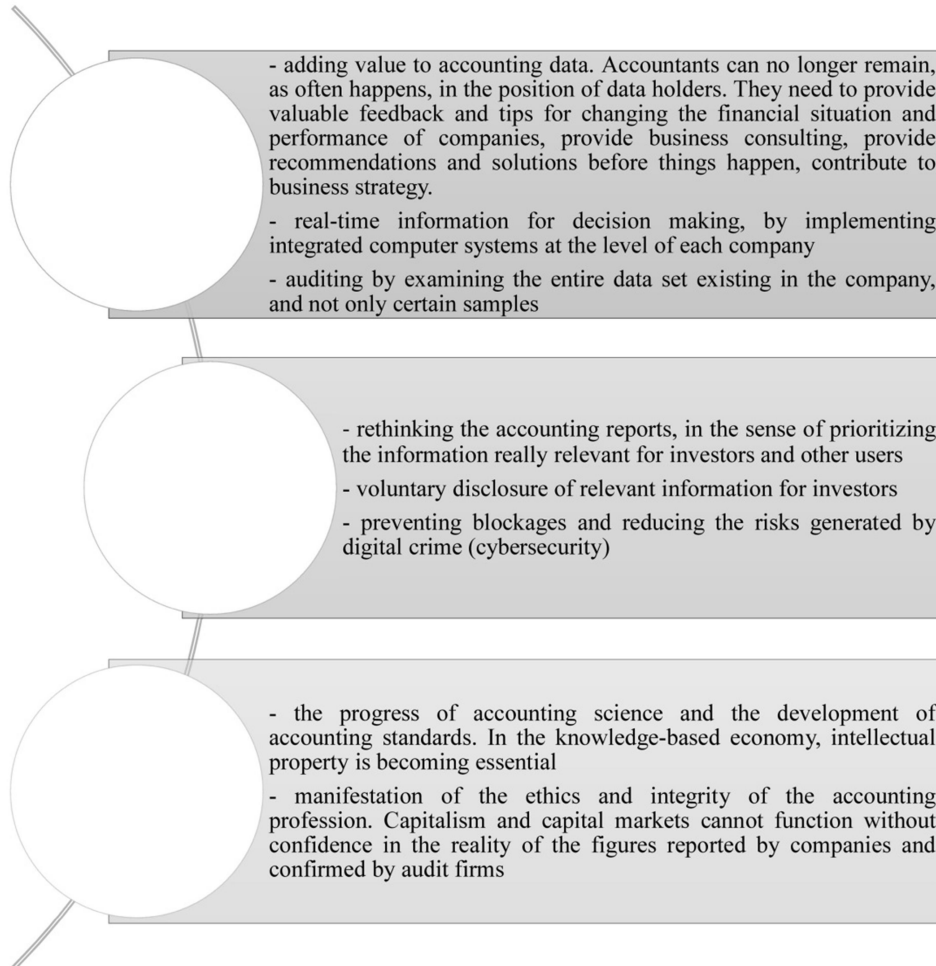 - adding value to accounting data. Accountants can no longer remain,
as often happens, in the position of data holders. They need to provide
valuable feedback and tips for changing the financial situation and
performance of companies, provide business consulting, provide
recommendations and solutions before things happen, contribute to
business strategy.
- real-time information for decision making, by implementing
integrated computer systems at the level of each company
- auditing by examining the entire data set existing in the company,
and not only certain samples
- rethinking the accounting reports, in the sense of prioritizing
the information really relevant for investors and other users
- voluntary disclosure of relevant information for investors
- preventing blockages and reducing the risks generated by
digital crime (cybersecurity)
- the progress of accounting science and the development of
accounting standards. In the knowledge-based economy, intellectual
property is becoming essential
- manifestation of the ethics and integrity of the accounting
profession. Capitalism and capital markets cannot function without
confidence in the reality of the figures reported by companies and
confirmed by audit firms